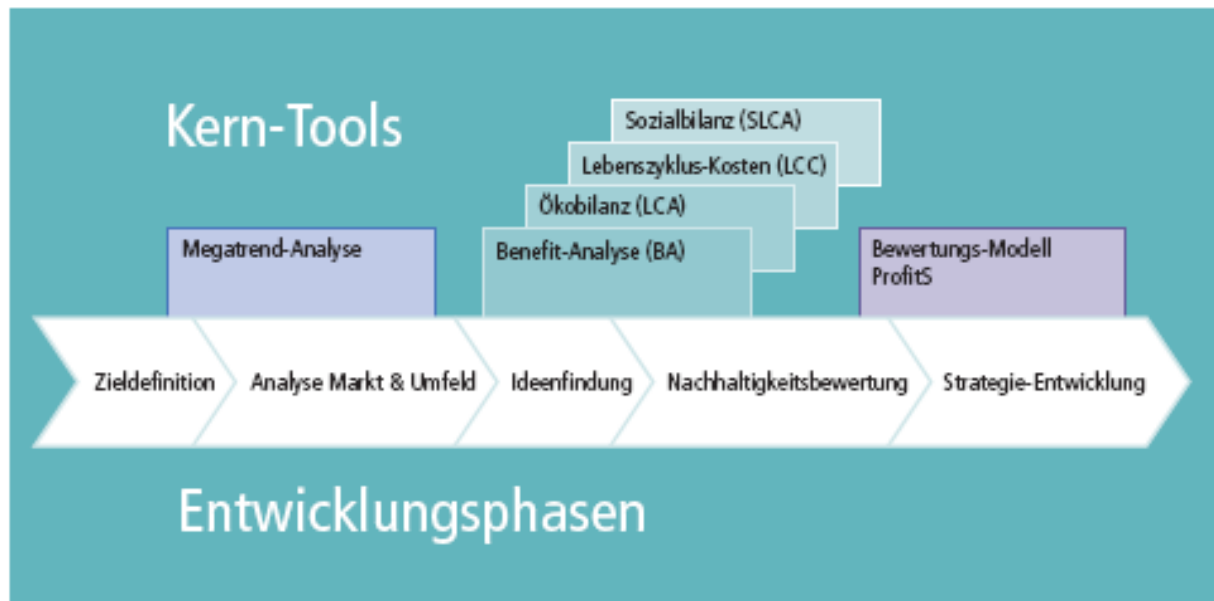 Kern-Tools
Sozialbilanz (SLCA)
Lebenszyklus-Kosten (LCC)
Ökobilanz (LCA)
Megatrend-Analyse
Benefit-Analyse (BA)
Bewertungs-Modell
ProfitS
Zieldefinition
Analyse Markt & Umfeld
Ideenfindung
Nachhaltigkeitsbewertung
Strategie-Entwicklung
Entwicklungsphasen